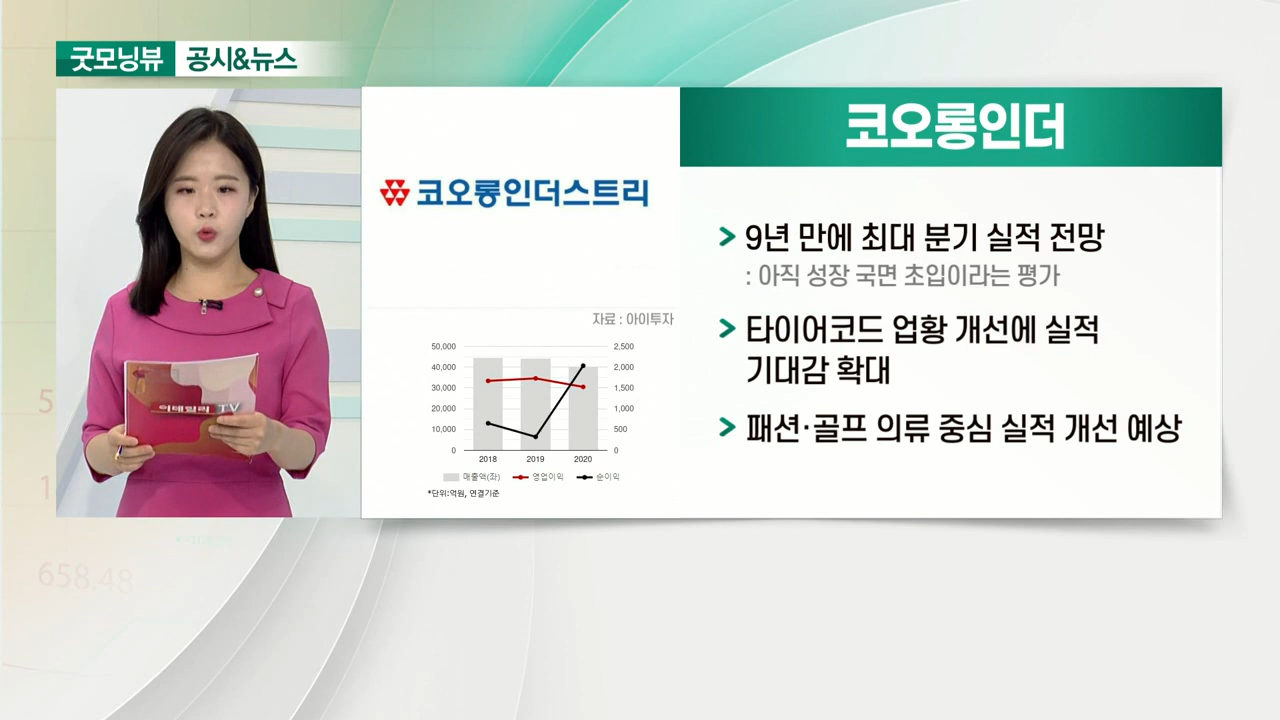 굿모닝뷰 공시&뉴스
코오롱인더스트리
자료 : 아이투자
50,000 2,500
40,000 2,000
30,000 1,500
20,000 1,000
10,000 500
0 0
2018 2019 2020
매출액(좌) 영업이익 순이익
*단위:억원, 연결기준
코오롱인더
9년 만에 최대 분기 실적 전망
: 아직 성장 국면 초입이라는 평가
타이어코드 업황 개선에 실적
기대감 확대
패션·골프 의류 중심 실적 개선 예상
이데일리 TV
658.48